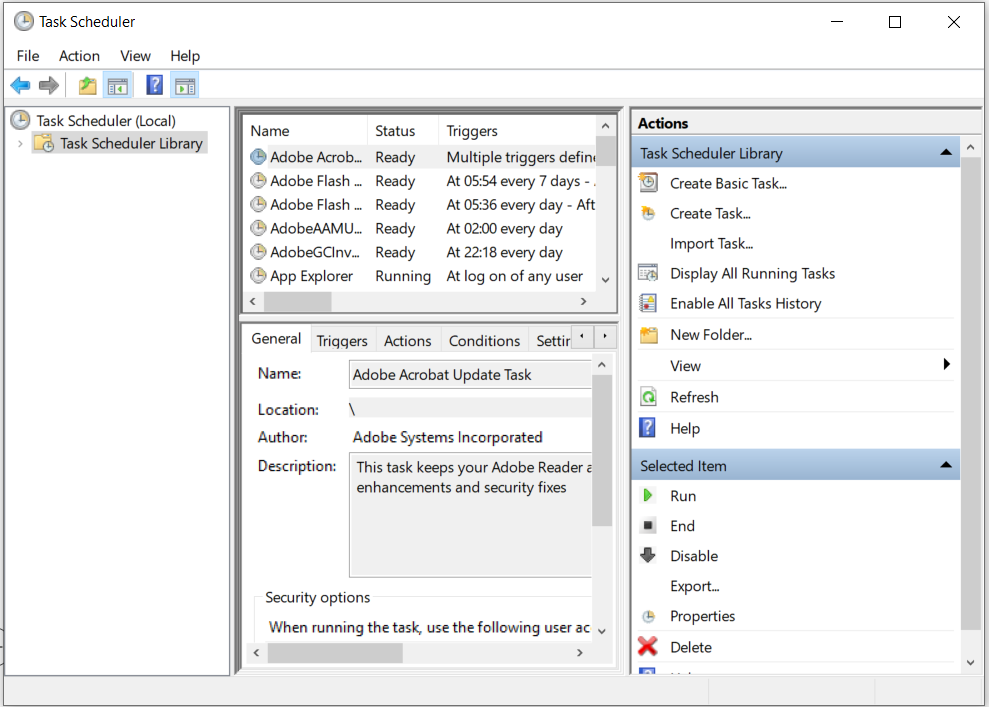 Task Scheduler
File Action View Help
Task Scheduler (Local)
Task Scheduler Library
Name Status Triggers
Adobe Acrob... Ready Multiple triggers define
Adobe Flash ... Ready At 05:54 every 7 days - .
Adobe Flash ... Ready At 05:36 every day - Aft
AdobeAAMU... Ready At 02:00 every day
AdobeGCInv... Ready At 22:18 every day
App Explorer Running At log on of any user
General Triggers Actions Conditions Settin
Name: Adobe Acrobat Update Task
Location: \
Author: Adobe Systems Incorporated
Description: This task keeps your Adobe Reader a
enhancements and security fixes
Security options
When running the task, use the following user ac
Actions
Task Scheduler Library
Create Basic Task...
Create Task...
Import Task...
Display All Running Tasks
Enable All Tasks History
New Folder...
View
Refresh
Help
Selected Item
Run
End
Disable
Export...
Properties
Delete